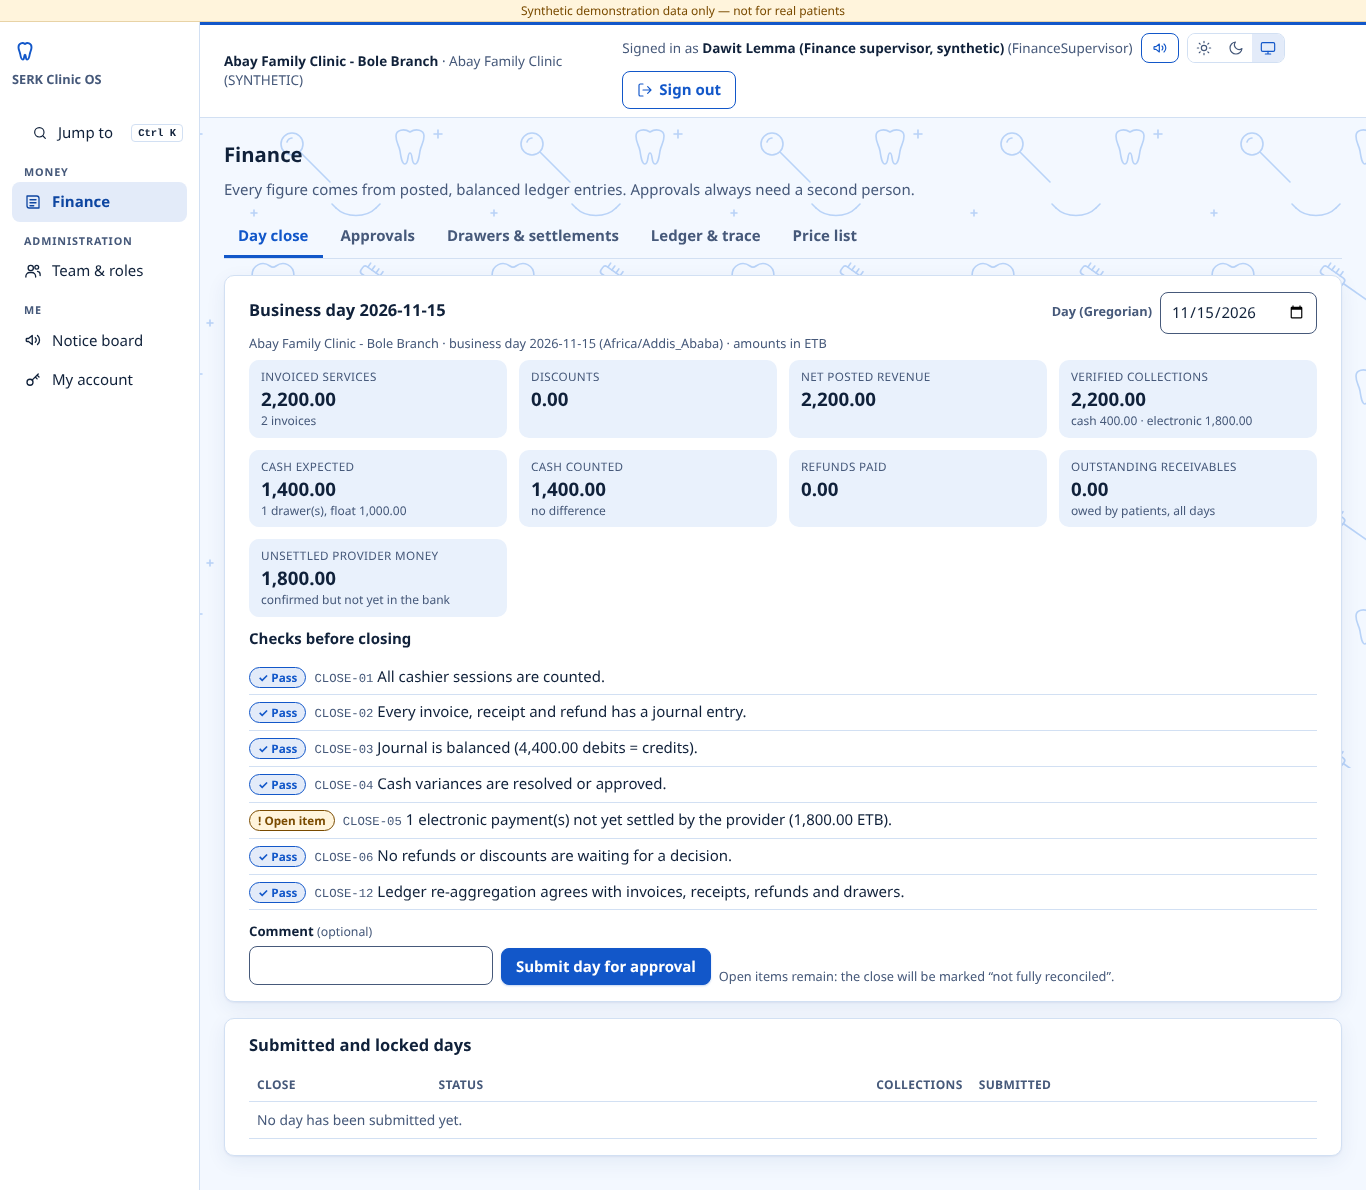 Synthetic demonstration data only — not for real patients
SERK Clinic OS
Jump to Ctrl K
MONEY
Finance
ADMINISTRATION
Team & roles
ME
Notice board
My account
Abay Family Clinic - Bole Branch · Abay Family Clinic
(SYNTHETIC)
Signed in as Dawit Lemma (Finance supervisor, synthetic) (FinanceSupervisor)
Sign out
Finance
Every figure comes from posted, balanced ledger entries. Approvals always need a second person.
Day close Approvals Drawers & settlements Ledger & trace Price list
Business day 2026-11-15
Day (Gregorian) 11/15/2026
Abay Family Clinic - Bole Branch · business day 2026-11-15 (Africa/Addis_Ababa) · amounts in ETB
INVOICED SERVICES
2,200.00
2 invoices
DISCOUNTS
0.00
NET POSTED REVENUE
2,200.00
VERIFIED COLLECTIONS
2,200.00
cash 400.00 · electronic 1,800.00
CASH EXPECTED
1,400.00
1 drawer(s), float 1,000.00
CASH COUNTED
1,400.00
no difference
REFUNDS PAID
0.00
OUTSTANDING RECEIVABLES
0.00
owed by patients, all days
UNSETTLED PROVIDER MONEY
1,800.00
confirmed but not yet in the bank
Checks before closing
✓ Pass CLOSE-01 All cashier sessions are counted.
✓ Pass CLOSE-02 Every invoice, receipt and refund has a journal entry.
✓ Pass CLOSE-03 Journal is balanced (4,400.00 debits = credits).
✓ Pass CLOSE-04 Cash variances are resolved or approved.
! Open item CLOSE-05 1 electronic payment(s) not yet settled by the provider (1,800.00 ETB).
✓ Pass CLOSE-06 No refunds or discounts are waiting for a decision.
✓ Pass CLOSE-12 Ledger re-aggregation agrees with invoices, receipts, refunds and drawers.
Comment (optional)
Submit day for approval
Open items remain: the close will be marked “not fully reconciled”.
Submitted and locked days
CLOSE STATUS COLLECTIONS SUBMITTED
No day has been submitted yet.